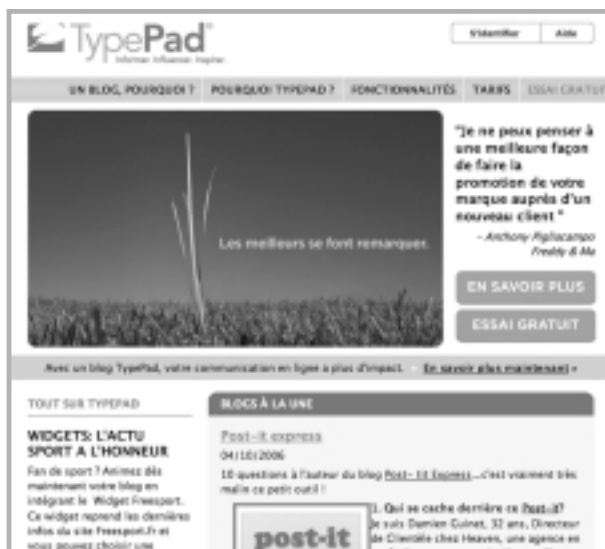 TypePad
Informer. Influencer. Inspirer.
S'identifier
Aide
UN BLOG, POURQUOI ? POURQUOI TYPEPAD ? FONCTIONNALITÉS TARIFS ESSAI GRATUIT
Les meilleurs se font remarquer.
"Je ne peux penser à
une meilleure façon
de faire la
promotion de votre
marque auprès d'un
nouveau client "
- Anthony Pigliacampo
Freddy & Ma
EN SAVOIR PLUS
ESSAI GRATUIT
Avec un blog TypePad, votre communication en ligne a plus d'impact. - En savoir plus maintenant »
TOUT SUR TYPEPAD
WIDGETS: L'ACTU
SPORT A L'HONNEUR
Fan de sport ? Animez dès
maintenant votre blog en
intégrant le Widget Freesport.
Ce widget reprend les dernières
infos du site Freesport.fr et
vous pouvez choisir une
BLOGS À LA UNE
Post-it express
04/10/2006
10 questions à l'auteur du blog Post- tit Express...c'est vraiment très
malin ce petit outil !
post-it
1. Qui se cache derrière ce Post-it?
Je suis Damien Guinet, 32 ans, Directeur
de Clientèle chez Heaven, une agence en